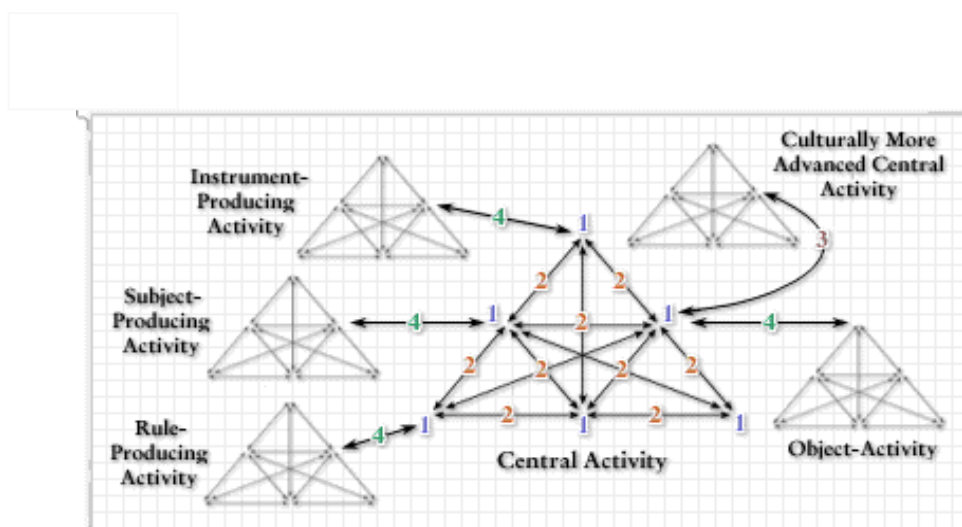 Culturally More
Advanced Central
Activity
Instrument-
Producing
Activity
4
1
3
2
2
Subject-
Producing
Activity
4
1
2
1
4
2
2
2
2
Rule-
Producing
Activity
4
1
2
1
2
1
Central Activity
Object-Activity